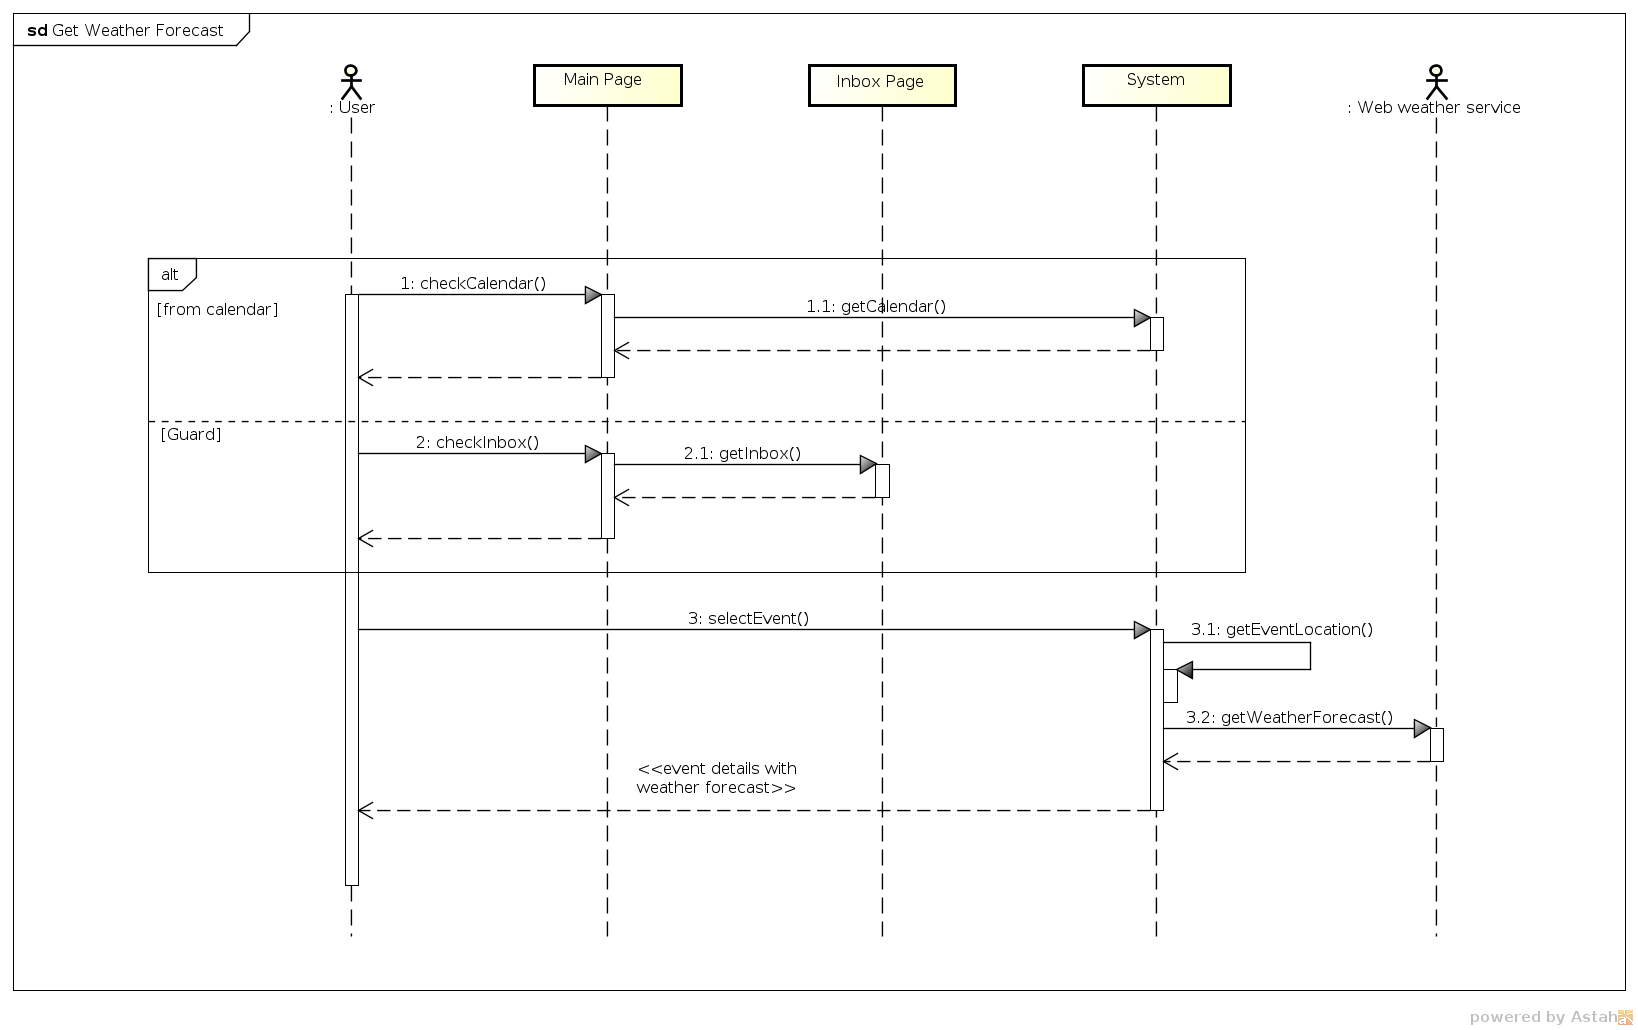 sd Get Weather Forecast
: User
Main Page
Inbox Page
System
: Web weather service
alt
[from calendar]
1: checkCalendar()
1.1: getCalendar()
[Guard]
2: checkInbox()
2.1: getInbox()
3: selectEvent()
3.1: getEventLocation()
3.2: getWeatherForecast()
<<event details with
weather forecast>>
powered by Astah